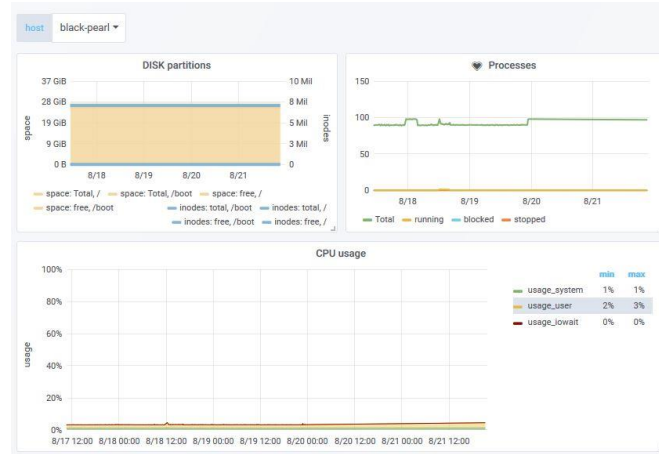 host black-pearl
DISK partitions
37 GiB
28 GiB
19 GiB
9 GiB
0 B
space
10 Mil
8 Mil
5 Mil
3 Mil
0
inodes
8/18 8/19 8/20 8/21
space: Total, / space: Total, /boot space: free, /
space: free, /boot inodes: total, /boot inodes: total, /
inodes: free, /boot inodes: free, /
Processes
150
100
50
0
8/18 8/19 8/20 8/21
Total running blocked stopped
CPU usage
100%
80%
60%
40%
20%
0%
usage
8/17 12:00 8/18 00:00 8/18 12:00 8/19 00:00 8/19 12:00 8/20 00:00 8/20 12:00 8/21 00:00 8/21 12:00
min max
usage_system 1% 1%
usage_user 2% 3%
usage_iowait 0% 0%